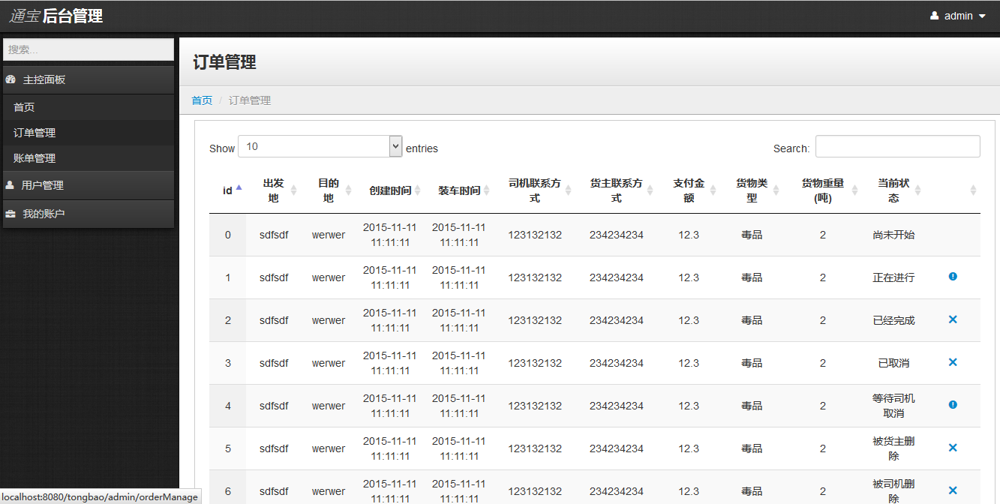 通宝 后台管理
admin
搜索...
主控面板
首页
订单管理
账单管理
用户管理
我的账户
订单管理
首页 / 订单管理
Show 10 entries
Search:
id 出发地 目的地 创建时间 装车时间 司机联系方式 货主联系方式 支付金额 货物类型 货物重量(吨) 当前状态
0 sdfsdf werwer 2015-11-11 11:11:11 2015-11-11 11:11:11 123132132 234234234 12.3 毒品 2 尚未开始
1 sdfsdf werwer 2015-11-11 11:11:11 2015-11-11 11:11:11 123132132 234234234 12.3 毒品 2 正在进行
2 sdfsdf werwer 2015-11-11 11:11:11 2015-11-11 11:11:11 123132132 234234234 12.3 毒品 2 已经完成
3 sdfsdf werwer 2015-11-11 11:11:11 2015-11-11 11:11:11 123132132 234234234 12.3 毒品 2 已取消
4 sdfsdf werwer 2015-11-11 11:11:11 2015-11-11 11:11:11 123132132 234234234 12.3 毒品 2 等待司机取消
5 sdfsdf werwer 2015-11-11 11:11:11 2015-11-11 11:11:11 123132132 234234234 12.3 毒品 2 被货主删除
6 sdfsdf werwer 2015-11-11 11:11:11 2015-11-11 11:11:11 123132132 234234234 12.3 毒品 2 被司机删除
localhost:8080/tongbao/admin/orderManage